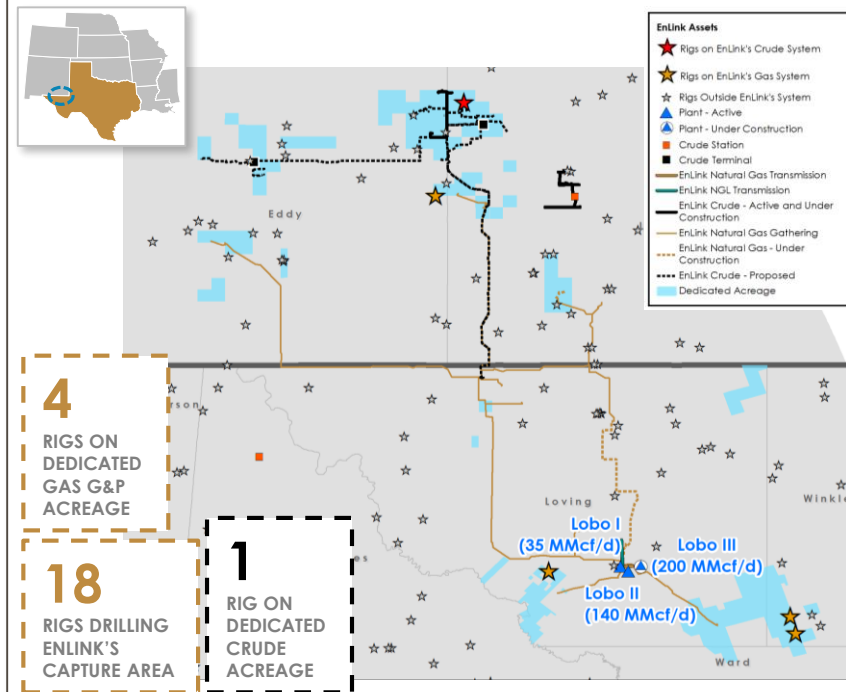 EnLink Assets
Rigs on EnLink's Crude System
Rigs on EnLink's Gas System
Rigs Outside EnLink's System
Plant - Active
Plant - Under Construction
Crude Station
Crude Terminal
EnLink Natural Gas Transmission
EnLink NGL Transmission
EnLink Crude - Active and Under
Construction
EnLink Natural Gas Gathering
EnLink Natural Gas - Under
Construction
EnLink Crude - Proposed
Dedicated Acreage
Eddy
4
RIGS ON
DEDICATED
GAS G&P
ACREAGE
18
RIGS DRILLING
ENLINK'S
CAPTURE AREA
1
RIG ON
DEDICATED
CRUDE
ACREAGE
Loving
Lobo I
(35 MMcf/d)
Lobo III
(200 MMcf/d)
Lobo II
(140 MMcf/d)
Ward